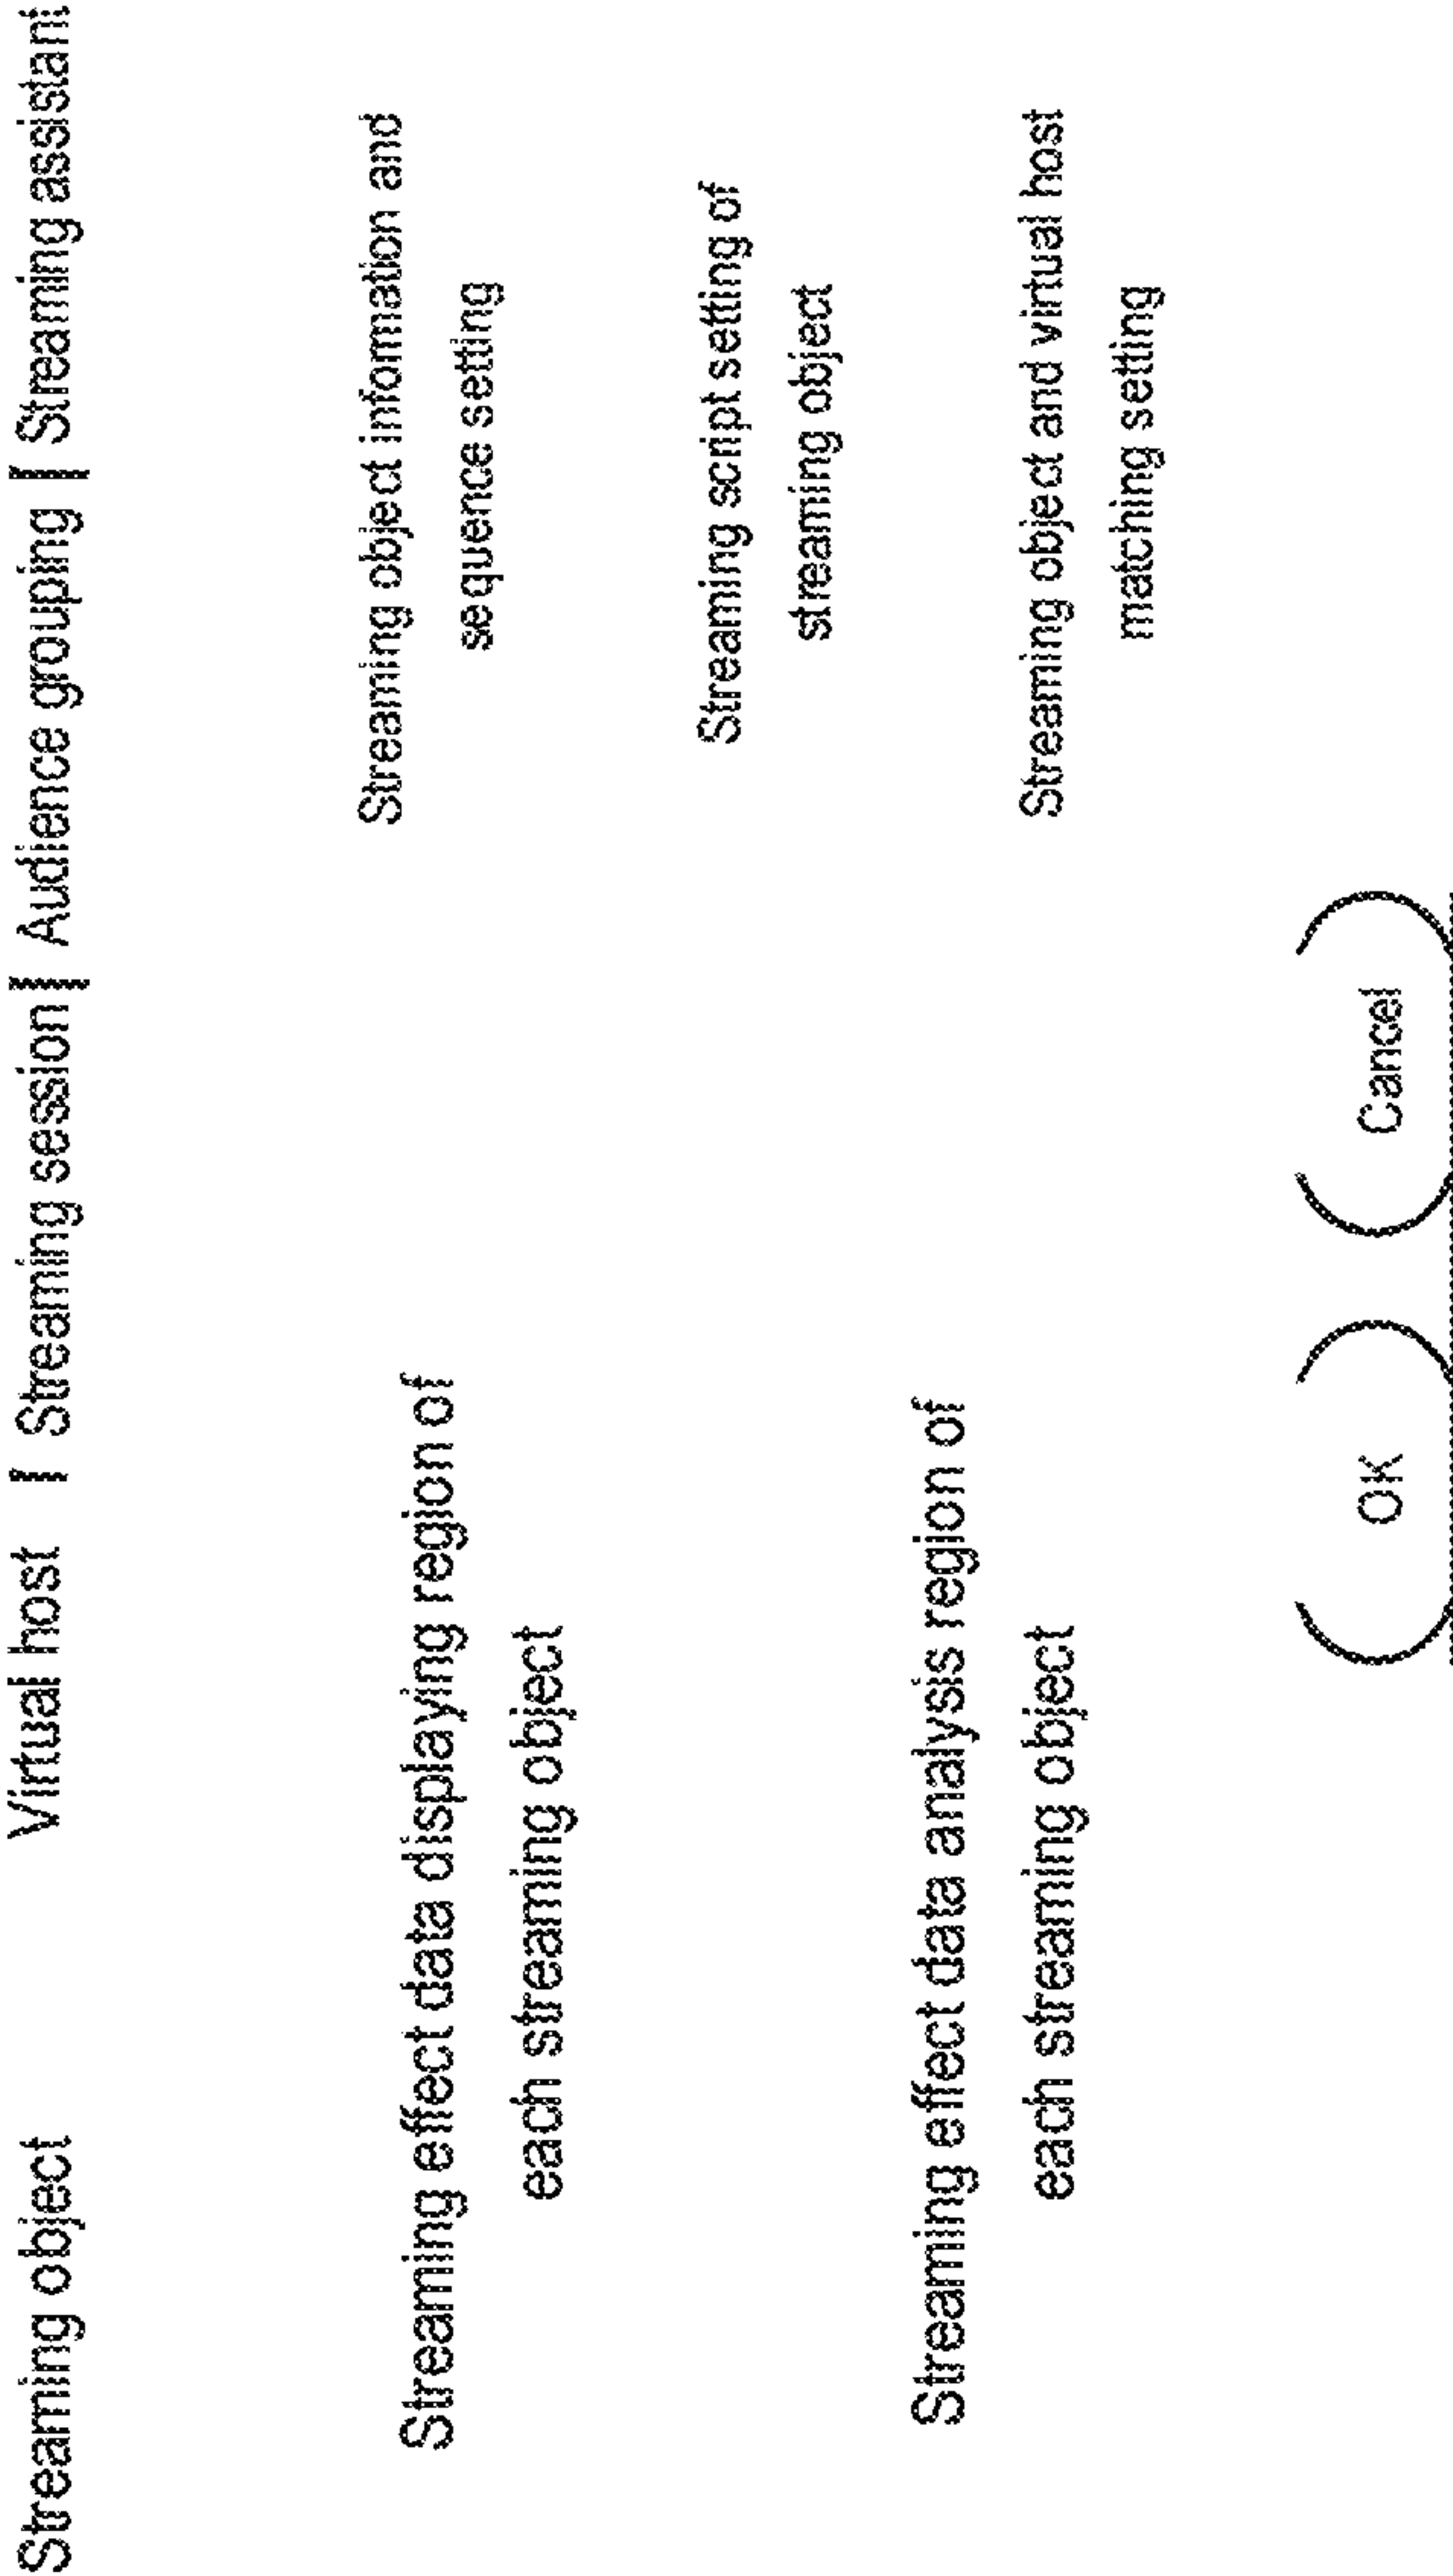 Streaming object Virtual host | Streaming session | Audience grouping | Streaming assistant
Streaming effect data displaying region of
each streaming object
Streaming effect data analysis region of
each streaming object
Streaming object information and
sequence setting
Streaming script setting of
streaming object
Streaming object and virtual host
matching setting
OK
Cancel